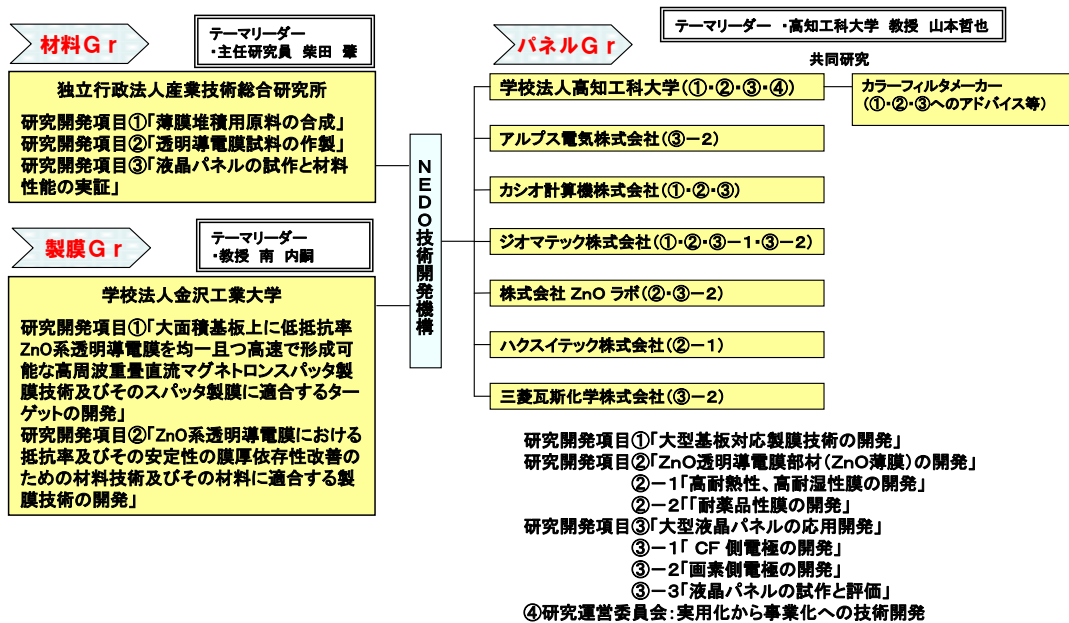 材料Ｇｒ
テーマリーダー
・主任研究員 柴田 肇
独立行政法人産業技術総合研究所
研究開発項目①「薄膜堆積用原料の合成」
研究開発項目②「透明導電膜試料の作製」
研究開発項目③「液晶パネルの試作と材料
性能の実証」
製膜Ｇｒ
テーマリーダー
・教授 南 内嗣
学校法人金沢工業大学
研究開発項目①「大面積基板上に低抵抗率
ZnO系透明導電膜を均一且つ高速で形成可
能な高周波重畳直流マグネトロンスパッタ製
膜技術及びそのスパッタ製膜に適合するター
ゲットの開発」
研究開発項目②「ZnO系透明導電膜における
抵抗率及びその安定性の膜厚依存性改善の
ための材料技術及びその材料に適合する製
膜技術の開発」
ＮＥＤＯ技術開発機構
パネルＧｒ
テーマリーダー ・高知工科大学 教授 山本哲也
共同研究
学校法人高知工科大学（①・②・③・④）
カラーフィルタメーカー
（①・②・③へのアドバイス等）
アルプス電気株式会社（③－２）
カシオ計算機株式会社（①・②・③）
ジオマテック株式会社（①・②・③－１・③－２）
株式会社 ZnO ラボ（②・③－２）
ハクスイテック株式会社（②－１）
三菱瓦斯化学株式会社（③－２）
研究開発項目①「大型基板対応製膜技術の開発」
研究開発項目②「ZnO透明導電膜部材（ZnO薄膜）の開発」
②－１「高耐熱性、高耐湿性膜の開発」
②－２「「耐薬品性膜の開発」
研究開発項目③「大型液晶パネルの応用開発」
③－１「 CF 側電極の開発」
③－２「画素側電極の開発」
③－３「液晶パネルの試作と評価」
④研究運営委員会：実用化から事業化への技術開発